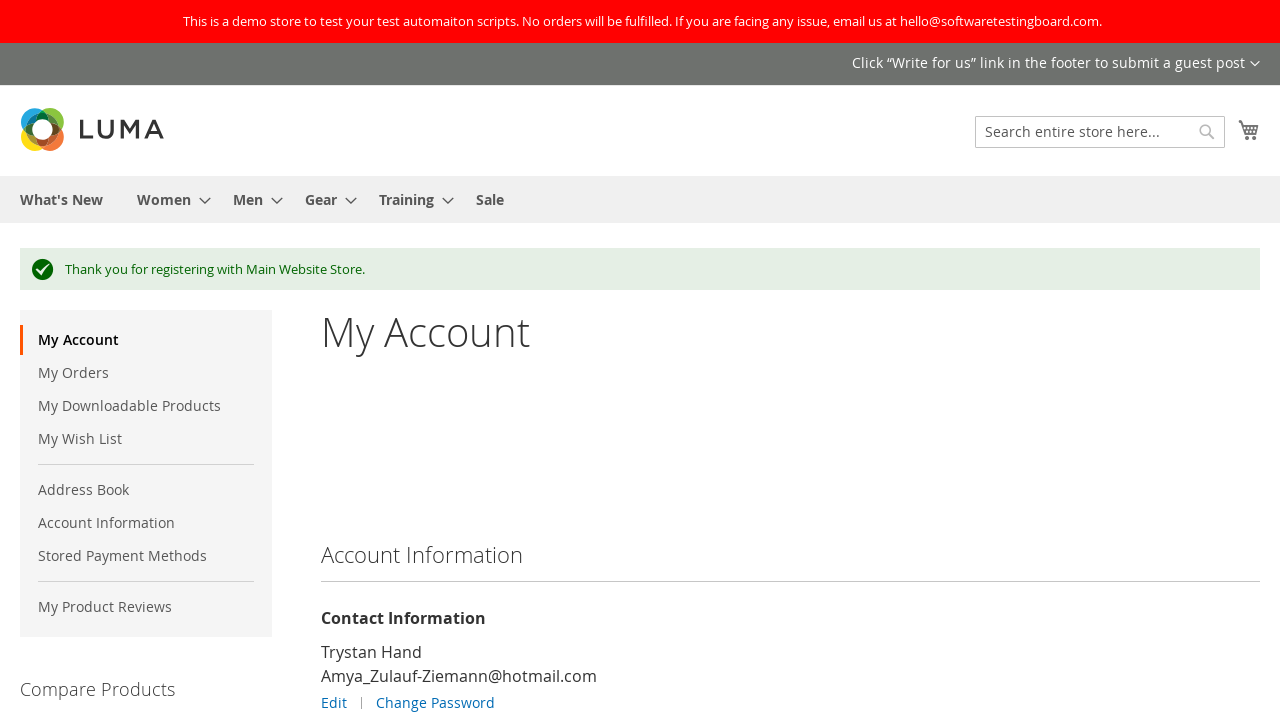 This is a demo store to test your test automaiton scripts. No orders will be fulfilled. If you are facing any issue, email us at hello@softwaretestingboard.com.
Click “Write for us” link in the footer to submit a guest post
LUMA
Search entire store here...
What's New
Women
Men
Gear
Training
Sale
Thank you for registering with Main Website Store.
My Account
My Orders
My Downloadable Products
My Wish List
Address Book
Account Information
Stored Payment Methods
My Product Reviews
Compare Products
My Account
Account Information
Contact Information
Trystan Hand
Amya_Zulauf-Ziemann@hotmail.com
Edit | Change Password